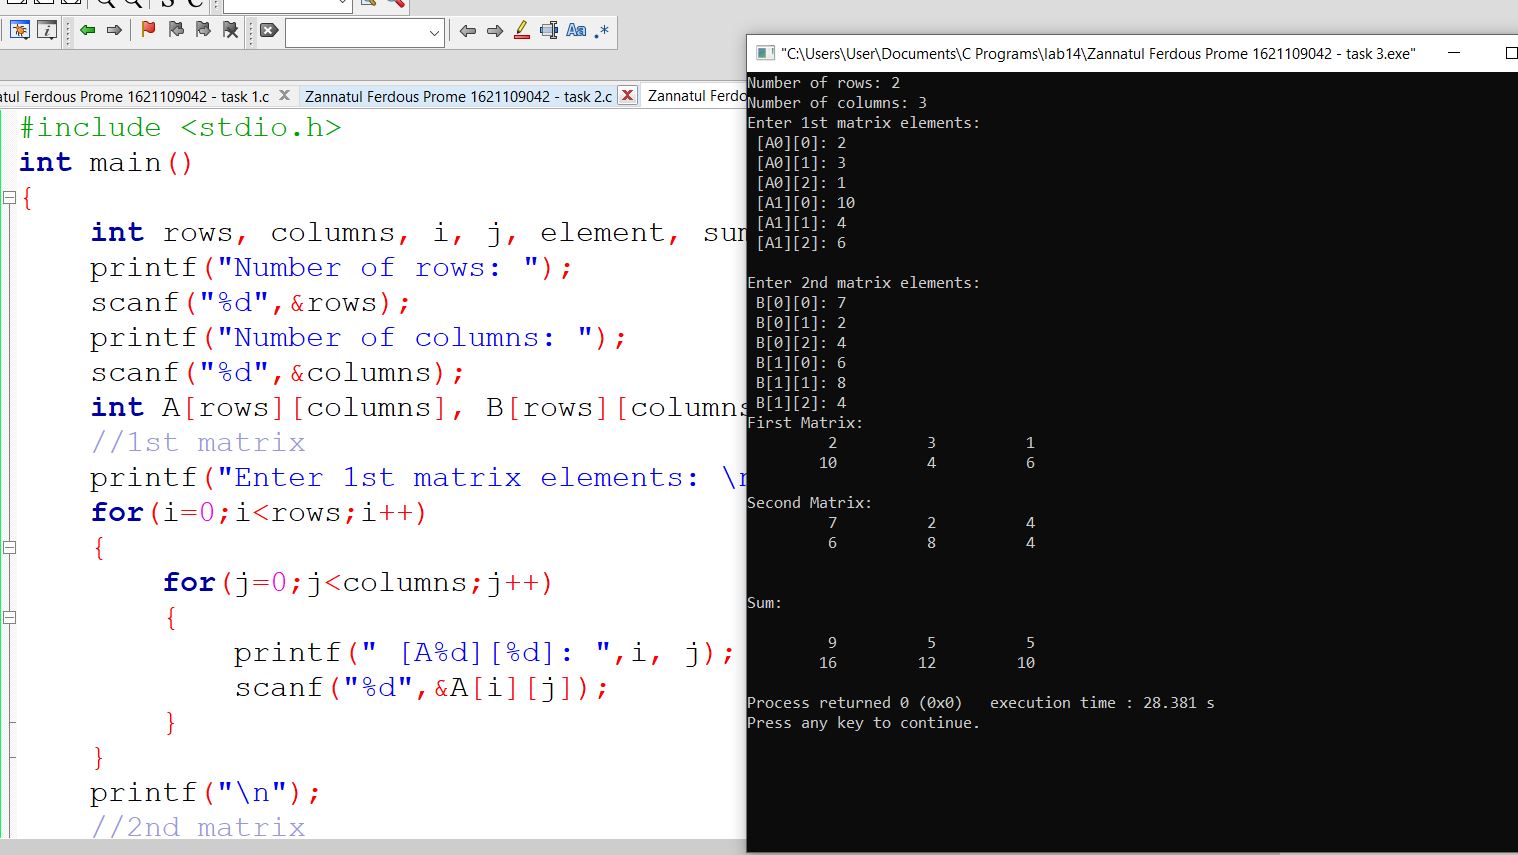 Aa .*
tul Ferdous Prome 1621109042 - task 1.c
Zannatul Ferdous Prome 1621109042 - task 2.c
Zannatul Ferdo
#include <stdio.h>
int main()
{
int rows, columns, i, j, element, sum
printf("Number of rows: ");
scanf("%d",&rows);
printf("Number of columns: ");
scanf("%d",&columns);
int A[rows][columns], B[rows][columns
//1st matrix
printf("Enter 1st matrix elements: \n
for(i=0;i<rows;i++)
{
for(j=0;j<columns;j++)
{
printf(" [A%d][%d]: ",i, j);
scanf("%d",&A[i][j]);
}
}
printf("\n");
//2nd matrix
"C:\Users\User\Documents\C Programs\lab14\Zannatul Ferdous Prome 1621109042 - task 3.exe"
Number of rows: 2
Number of columns: 3
Enter 1st matrix elements:
[A0][0]: 2
[A0][1]: 3
[A0][2]: 1
[A1][0]: 10
[A1][1]: 4
[A1][2]: 6
Enter 2nd matrix elements:
B[0][0]: 7
B[0][1]: 2
B[0][2]: 4
B[1][0]: 6
B[1][1]: 8
B[1][2]: 4
First Matrix:
2 3 1
10 4 6
Second Matrix:
7 2 4
6 8 4
Sum:
9 5 5
16 12 10
Process returned 0 (0x0) execution time : 28.381 s
Press any key to continue.